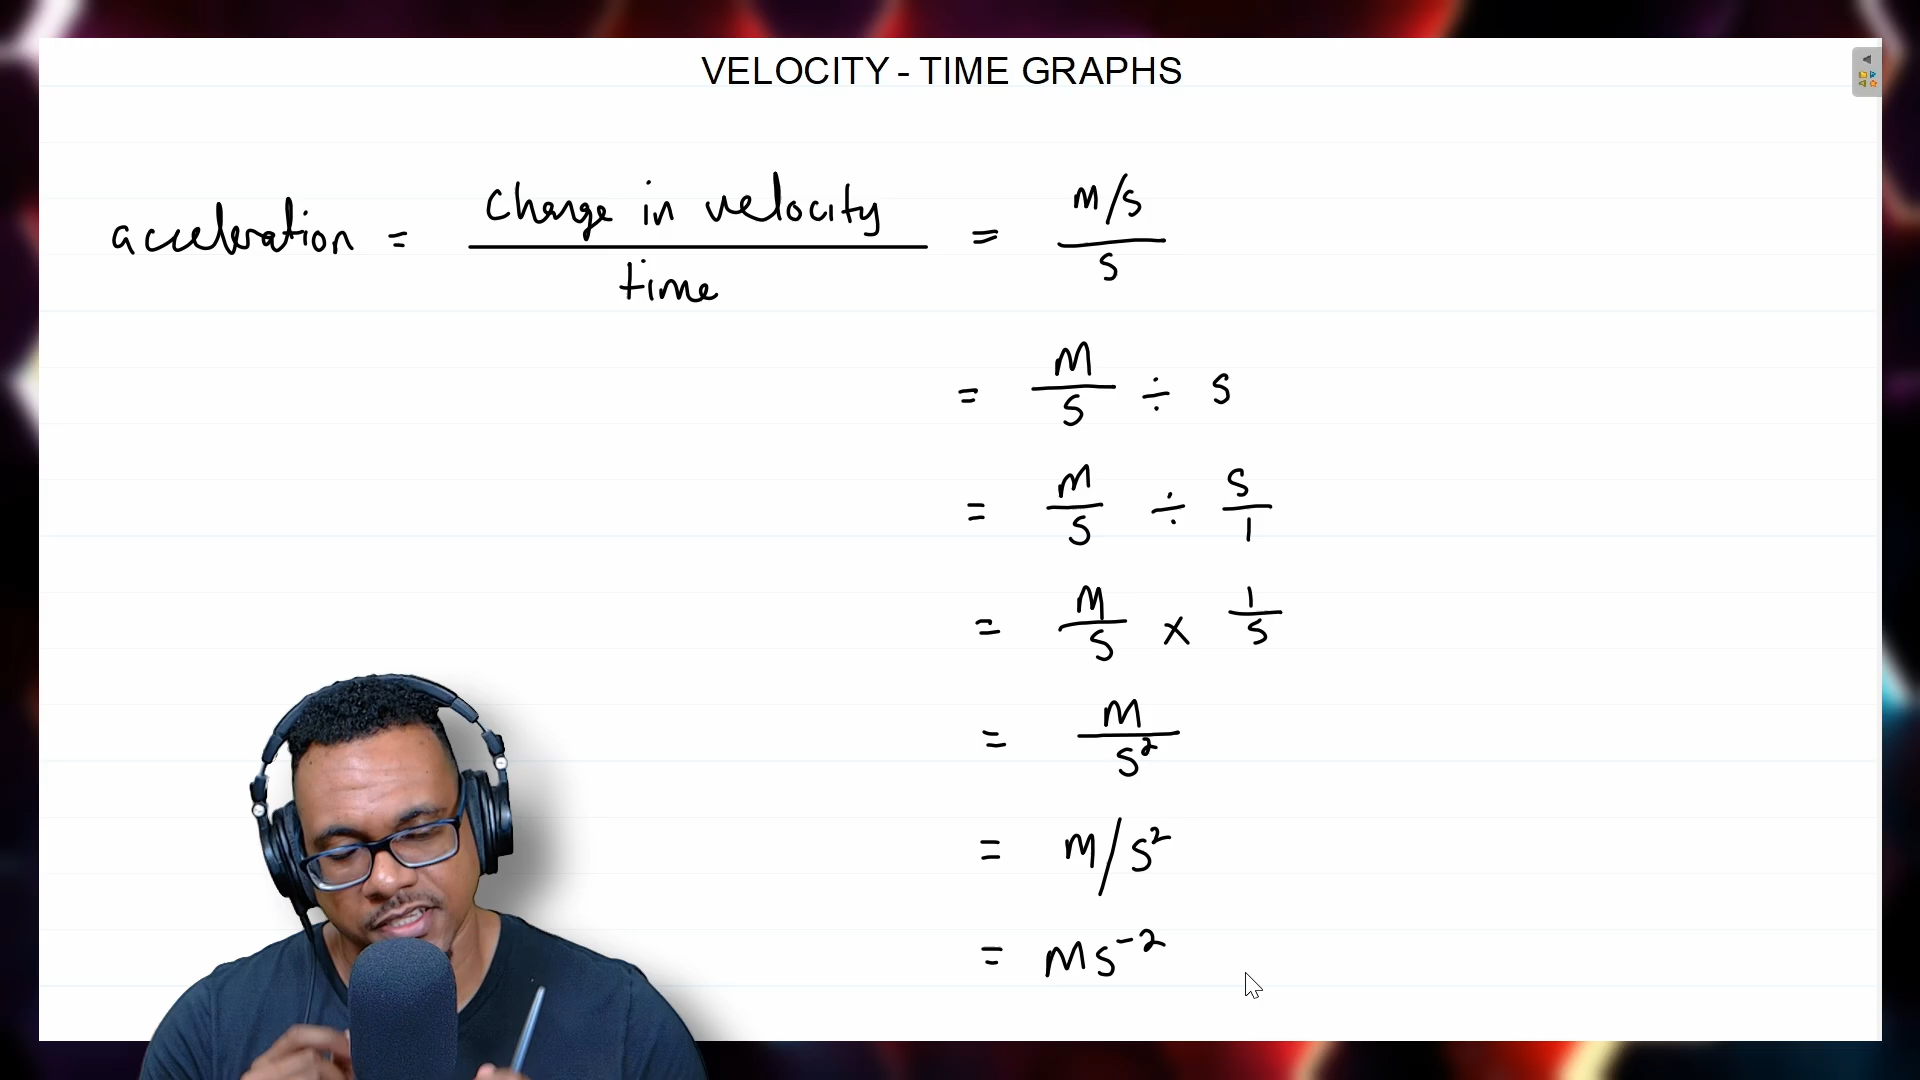 VELOCITY - TIME GRAPHS
acceleration = change in velocity / time = m/s / s
= m/s ÷ s
= m/s ÷ s/1
= m/s × 1/s
= m/s²
= m/s²
= ms⁻²